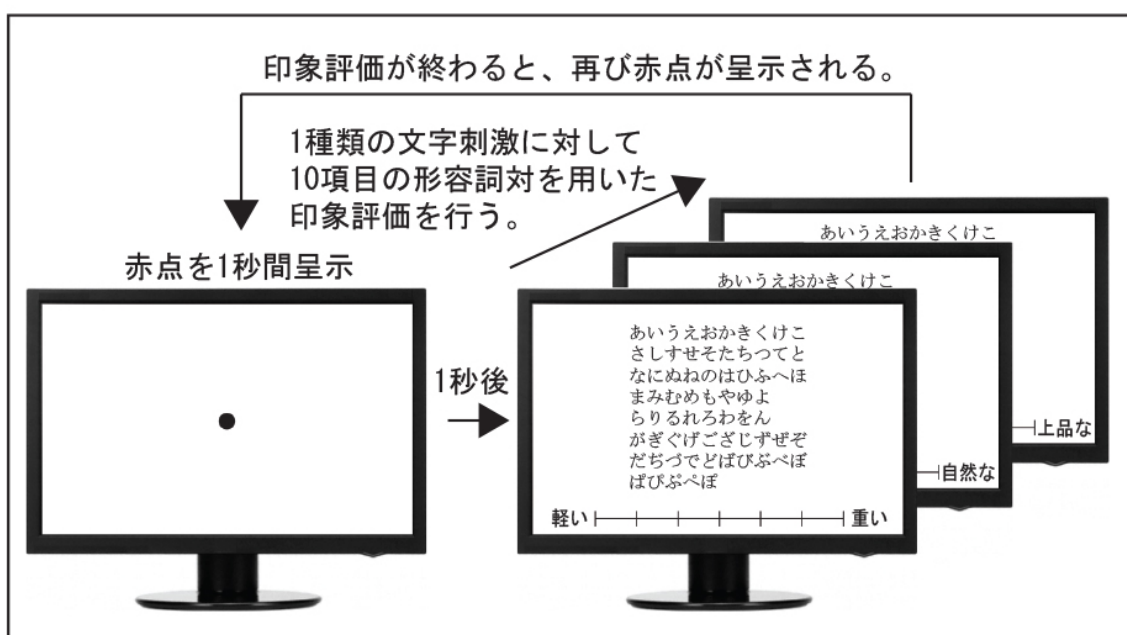 印象評価が終わると、再び赤点が呈示される。
1種類の文字刺激に対して
10項目の形容詞対を用いた
印象評価を行う。
赤点を1秒間呈示
1秒後
あいうえおかきくけこ
さしすせそたちつてと
なにぬねのはひふへほ
まみむめもやゆよ
らりるれろわをん
がぎぐげござじずぜぞ
だぢづでどばびぶべぼ
ぱぴぷぺぽ
軽い
重い
あいうえおかきくけこ
自然な
あいうえおかきくけこ
上品な